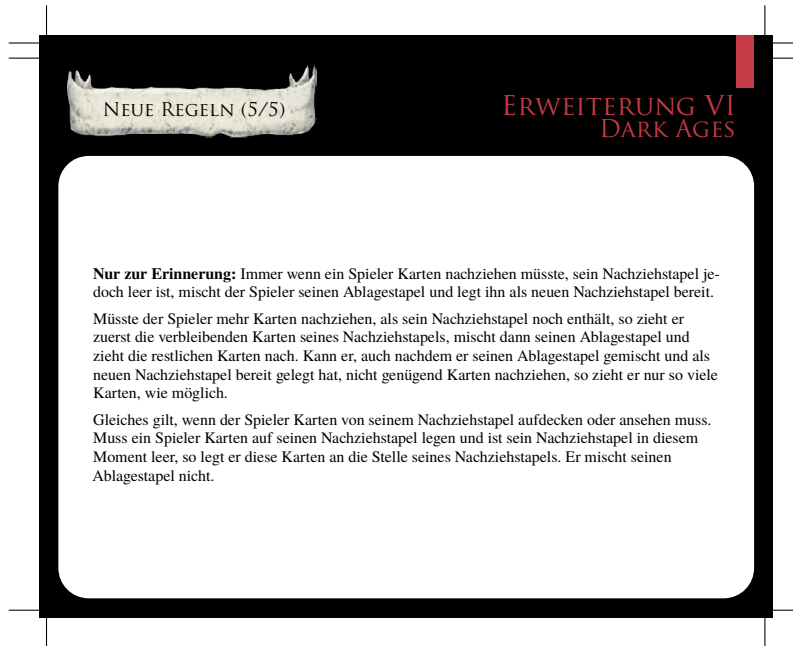 Neue Regeln (5/5)
Erweiterung VI
Dark Ages
Nur zur Erinnerung: Immer wenn ein Spieler Karten nachziehen müsste, sein Nachziehstapel je-
doch leer ist, mischt der Spieler seinen Ablagestapel und legt ihn als neuen Nachziehstapel bereit.
Müsste der Spieler mehr Karten nachziehen, als sein Nachziehstapel noch enthält, so zieht er
zuerst die verbleibenden Karten seines Nachziehstapels, mischt dann seinen Ablagestapel und
zieht die restlichen Karten nach. Kann er, auch nachdem er seinen Ablagestapel gemischt und als
neuen Nachziehstapel bereit gelegt hat, nicht genügend Karten nachziehen, so zieht er nur so viele
Karten, wie möglich.
Gleiches gilt, wenn der Spieler Karten von seinem Nachziehstapel aufdecken oder ansehen muss.
Muss ein Spieler Karten auf seinen Nachziehstapel legen und ist sein Nachziehstapel in diesem
Moment leer, so legt er diese Karten an die Stelle seines Nachziehstapels. Er mischt seinen
Ablagestapel nicht.